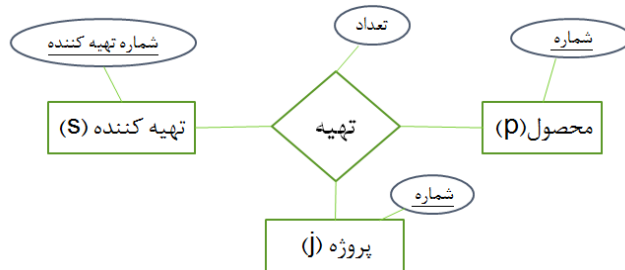 تعداد
شماره
شماره تهیه کننده
محصول(p)
تهیه
تهیه کننده (s)
شماره
پروژه (j)